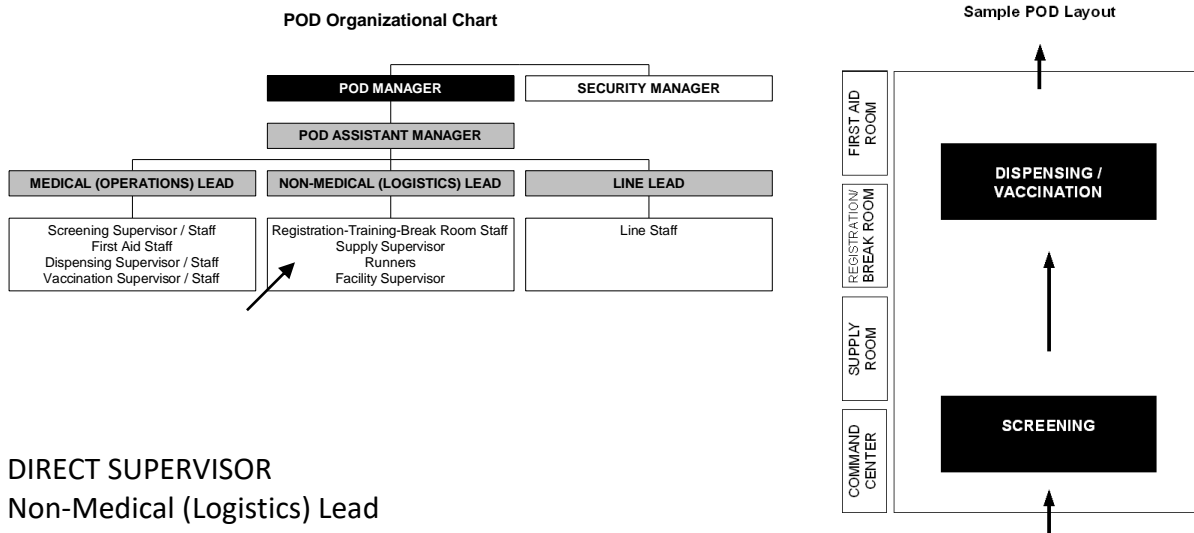 POD Organizational Chart
POD MANAGER
SECURITY MANAGER
POD ASSISTANT MANAGER
MEDICAL (OPERATIONS) LEAD
NON-MEDICAL (LOGISTICS) LEAD
LINE LEAD
Screening Supervisor / Staff
First Aid Staff
Dispensing Supervisor / Staff
Vaccination Supervisor / Staff
Registration-Training-Break Room Staff
Supply Supervisor
Runners
Facility Supervisor
Line Staff
DIRECT SUPERVISOR
Non-Medical (Logistics) Lead
Sample POD Layout
FIRST AID
ROOM
REGISTRATION/
BREAK ROOM
SUPPLY
ROOM
COMMAND
CENTER
DISPENSING /
VACCINATION
SCREENING